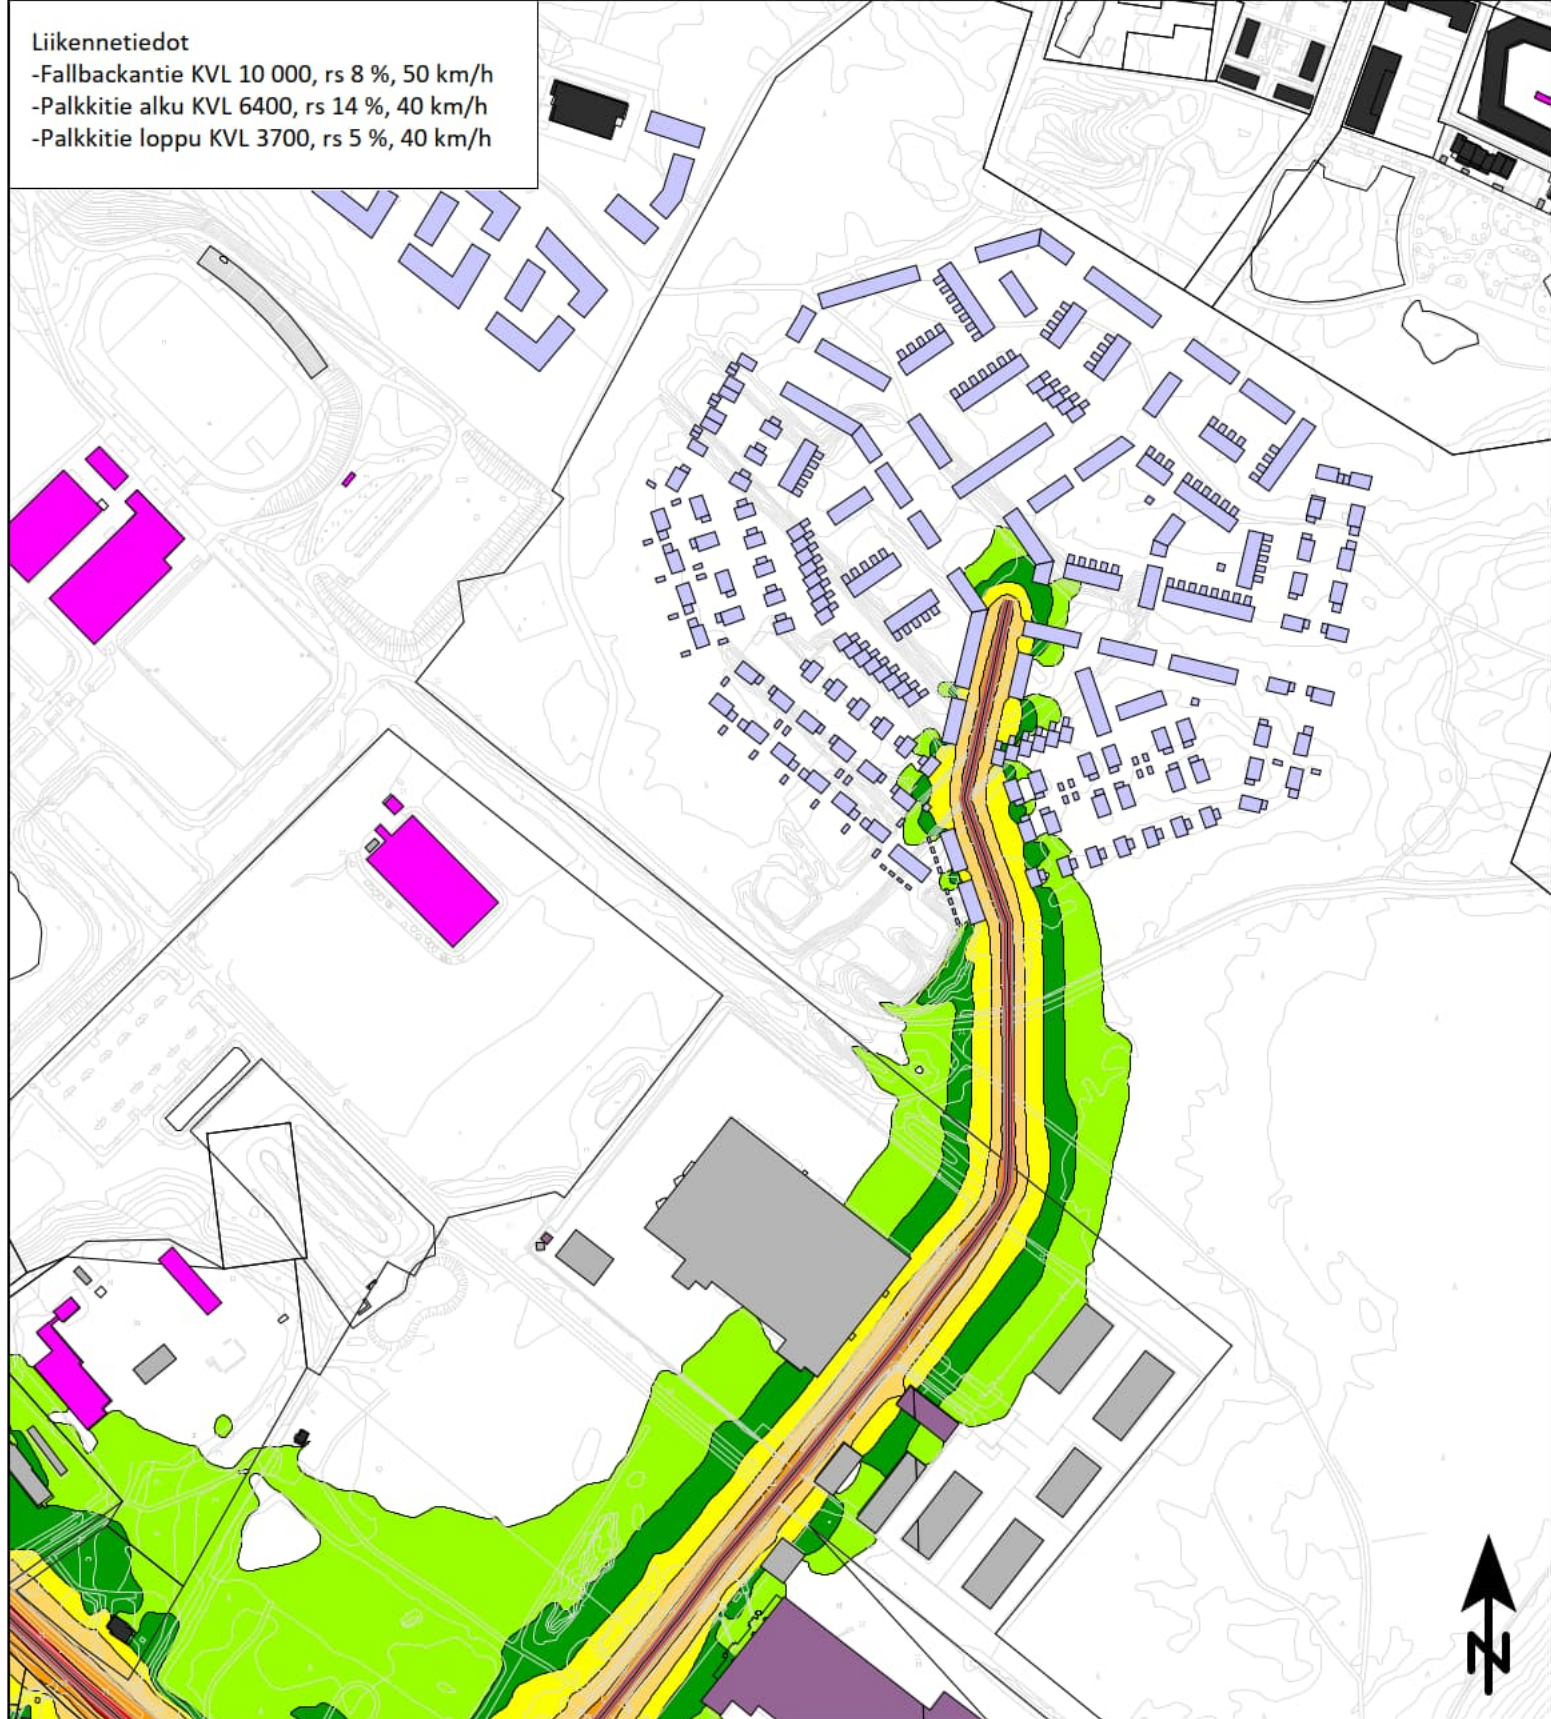 Liikennetiedot
-Fallbackantie KVL 10 000, rs 8 %, 50 km/h
-Palkkitie alku KVL 6400, rs 14 %, 40 km/h
-Palkkitie loppu KVL 3700, rs 5 %, 40 km/h
N